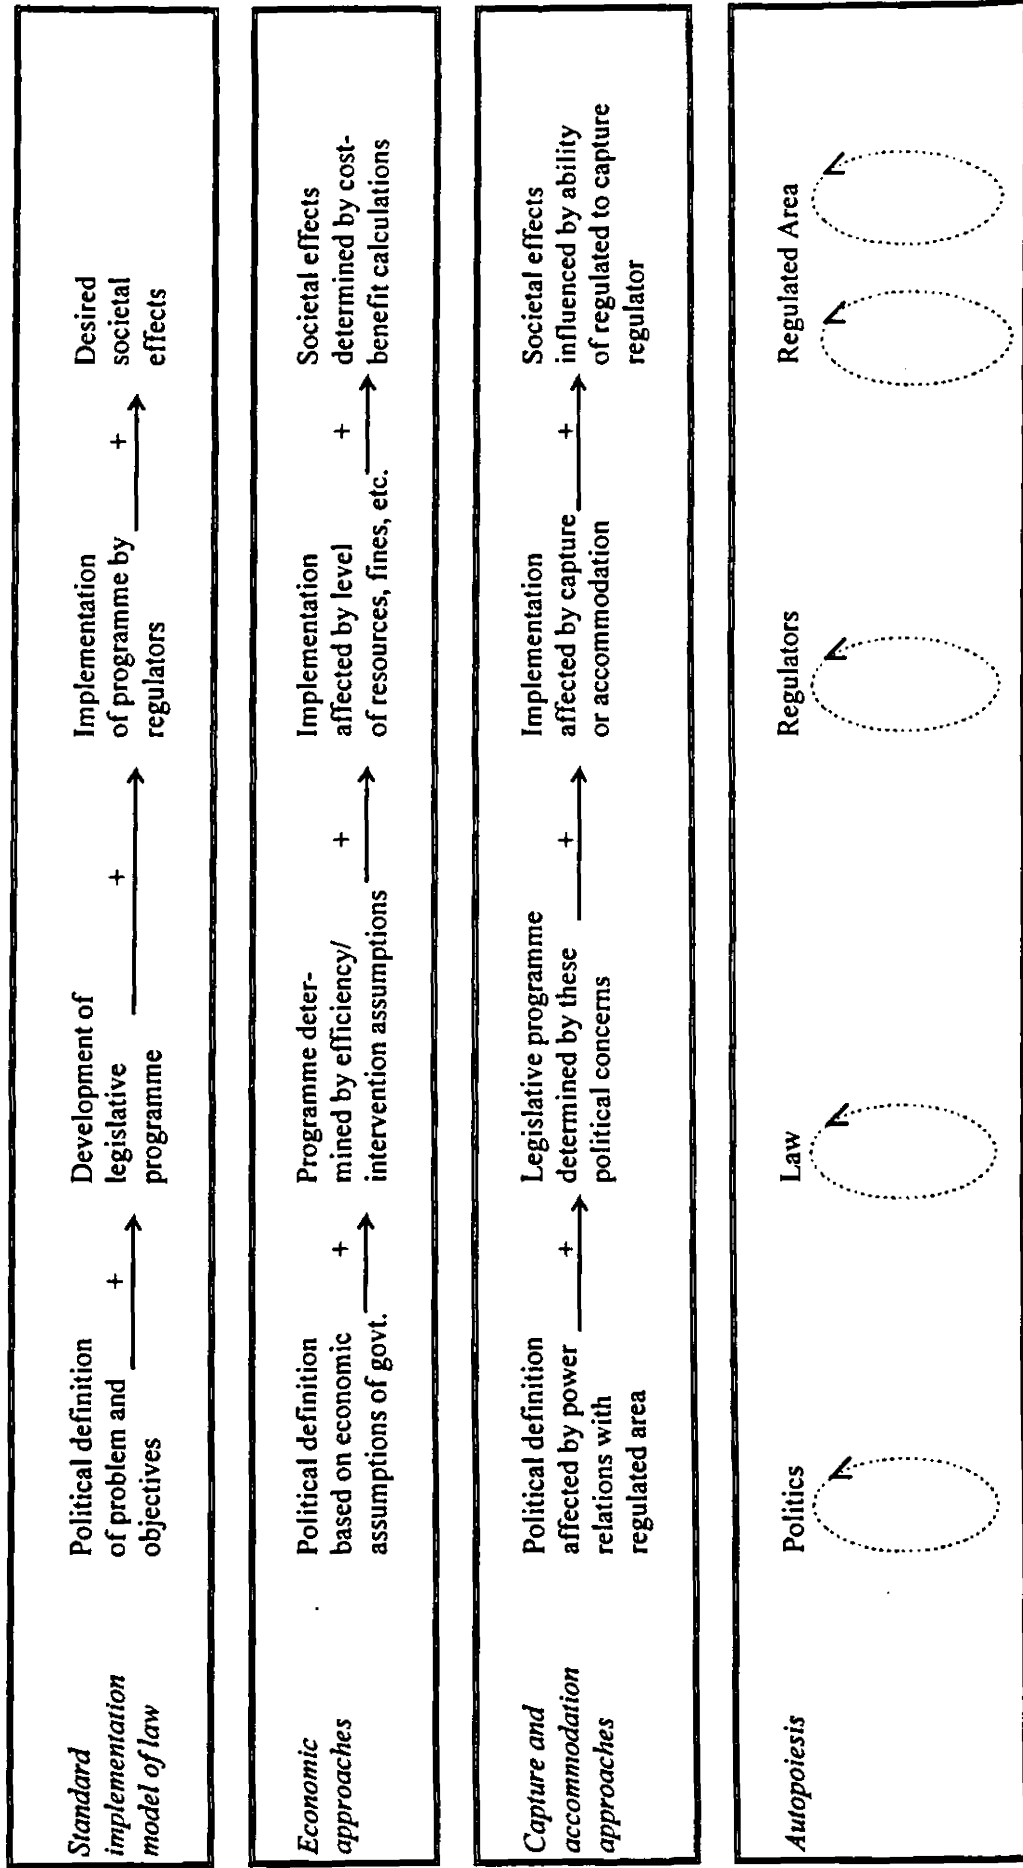 Standard
implementation
model of law
Political definition
of problem and
objectives
+
Development of
legislative
programme
+
Implementation
of programme by
regulators
+
Desired
societal
effects
Economic
approaches
Political definition
based on economic
assumptions of govt.
+
Programme deter-
mined by efficiency/
intervention assumptions
+
Implementation
affected by level
of resources, fines, etc.
+
Societal effects
determined by cost-
benefit calculations
Capture and
accommodation
approaches
Political definition
affected by power
relations with
regulated area
+
Legislative programme
determined by these
political concerns
+
Implementation
affected by capture
or accommodation
+
Societal effects
influenced by ability
of regulated to capture
regulator
Autopoiesis
Politics
Law
Regulators
Regulated Area